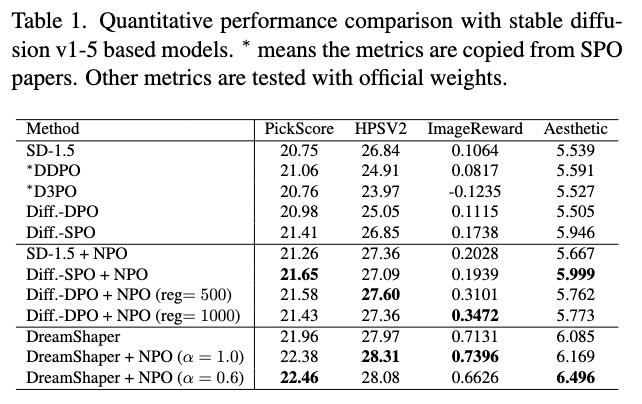 Table 1. Quantitative performance comparison with stable diffu-
sion v1-5 based models. * means the metrics are copied from SPO
papers. Other metrics are tested with official weights.
Method PickScore HPSV2 ImageReward Aesthetic
SD-1.5 20.75 26.84 0.1064 5.539
*DDPO 21.06 24.91 0.0817 5.591
*D3PO 20.76 23.97 -0.1235 5.527
Diff.-DPO 20.98 25.05 0.1115 5.505
Diff.-SPO 21.41 26.85 0.1738 5.946
SD-1.5 + NPO 21.26 27.36 0.2028 5.667
Diff.-SPO + NPO 21.65 27.09 0.1939 5.999
Diff.-DPO + NPO (reg= 500) 21.58 27.60 0.3101 5.762
Diff.-DPO + NPO (reg= 1000) 21.43 27.36 0.3472 5.773
DreamShaper 21.96 27.97 0.7131 6.085
DreamShaper + NPO (α = 1.0) 22.38 28.31 0.7396 6.169
DreamShaper + NPO (α = 0.6) 22.46 28.08 0.6626 6.496